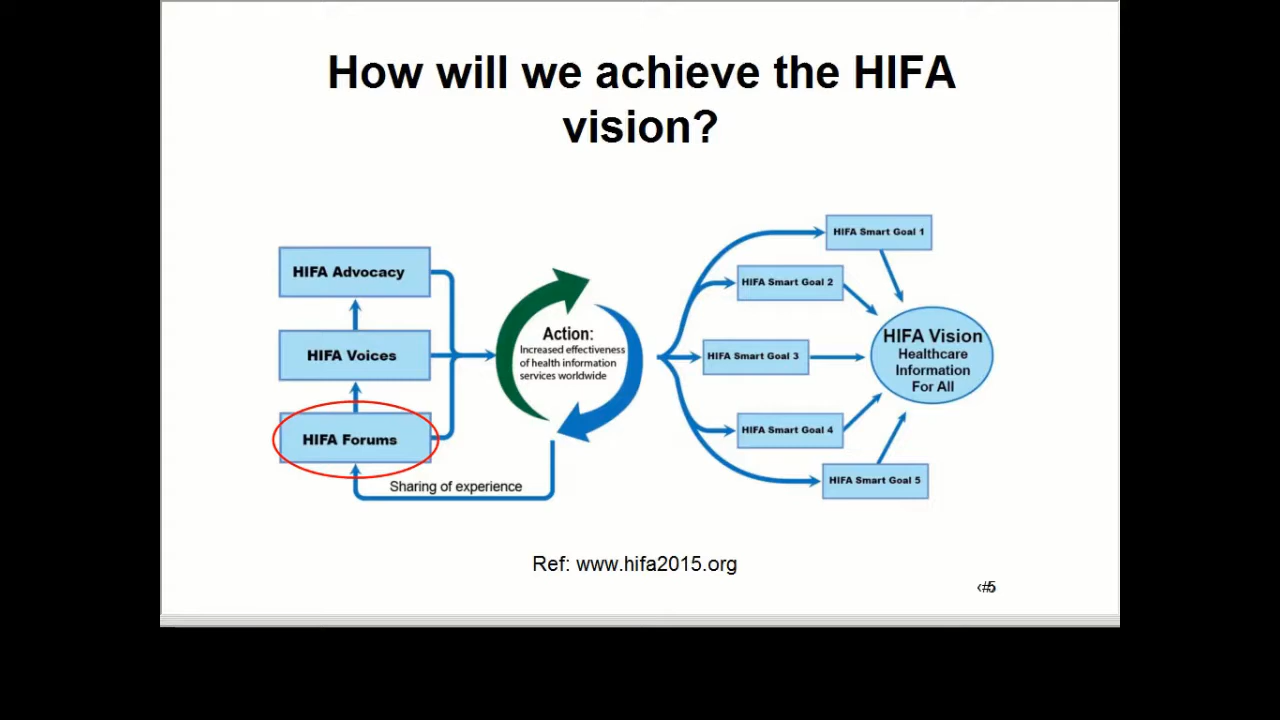 How will we achieve the HIFA
vision?
HIFA Advocacy
HIFA Voices
HIFA Forums
Sharing of experience
Action:
Increased effectiveness
of health information
services worldwide
HIFA Smart Goal 1
HIFA Smart Goal 2
HIFA Smart Goal 3
HIFA Smart Goal 4
HIFA Smart Goal 5
HIFA Vision
Healthcare
Information
For All
Ref: www.hifa2015.org